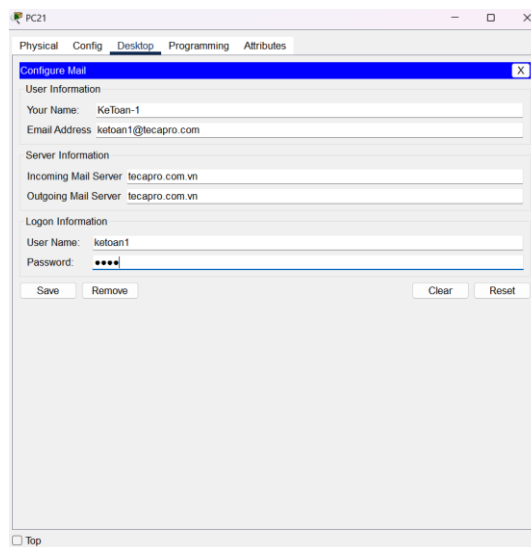 PC21
Physical Config Desktop Programming Attributes
Configure Mail X
User Information
Your Name: KeToan-1
Email Address ketoan1@tecapro.com
Server Information
Incoming Mail Server tecapro.com.vn
Outgoing Mail Server tecapro.com.vn
Logon Information
User Name: ketoan1
Password: ●●●●
Save Remove Clear Reset
Top